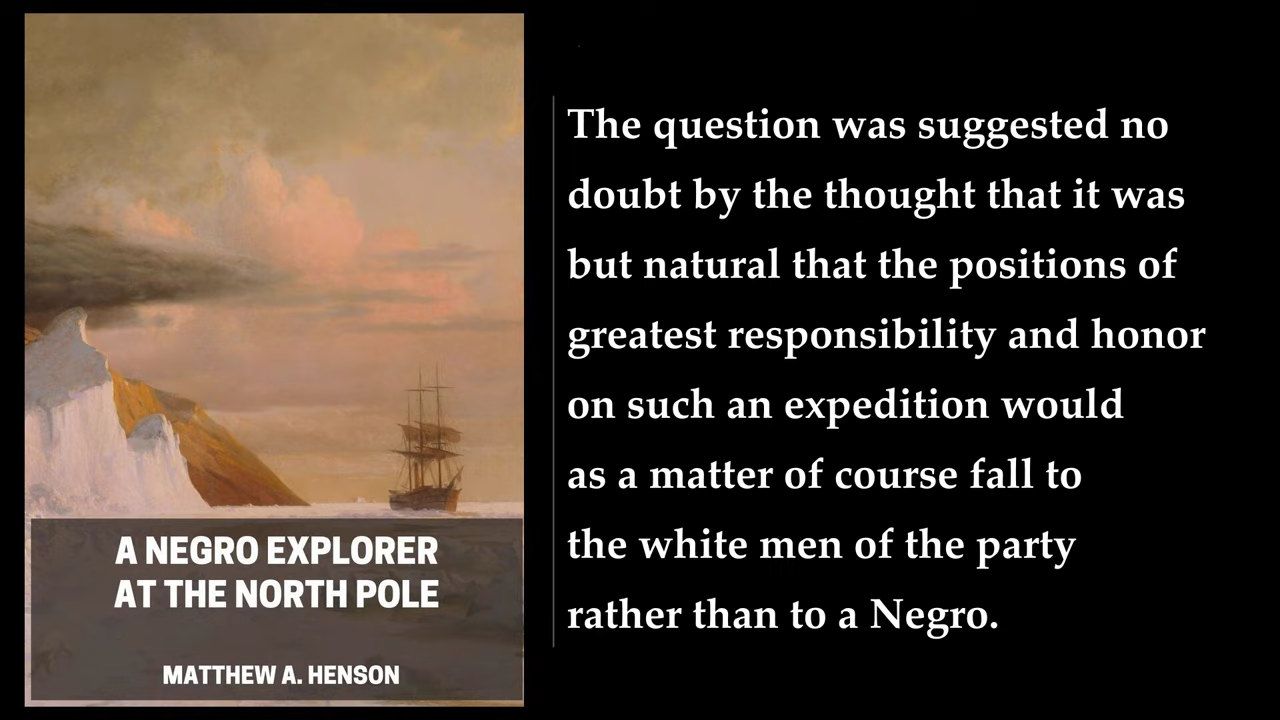 A NEGRO EXPLORER
AT THE NORTH POLE
MATTHEW A. HENSON
The question was suggested no
doubt by the thought that it was
but natural that the positions of
greatest responsibility and honor
on such an expedition would
as a matter of course fall to
the white men of the party
rather than to a Negro.